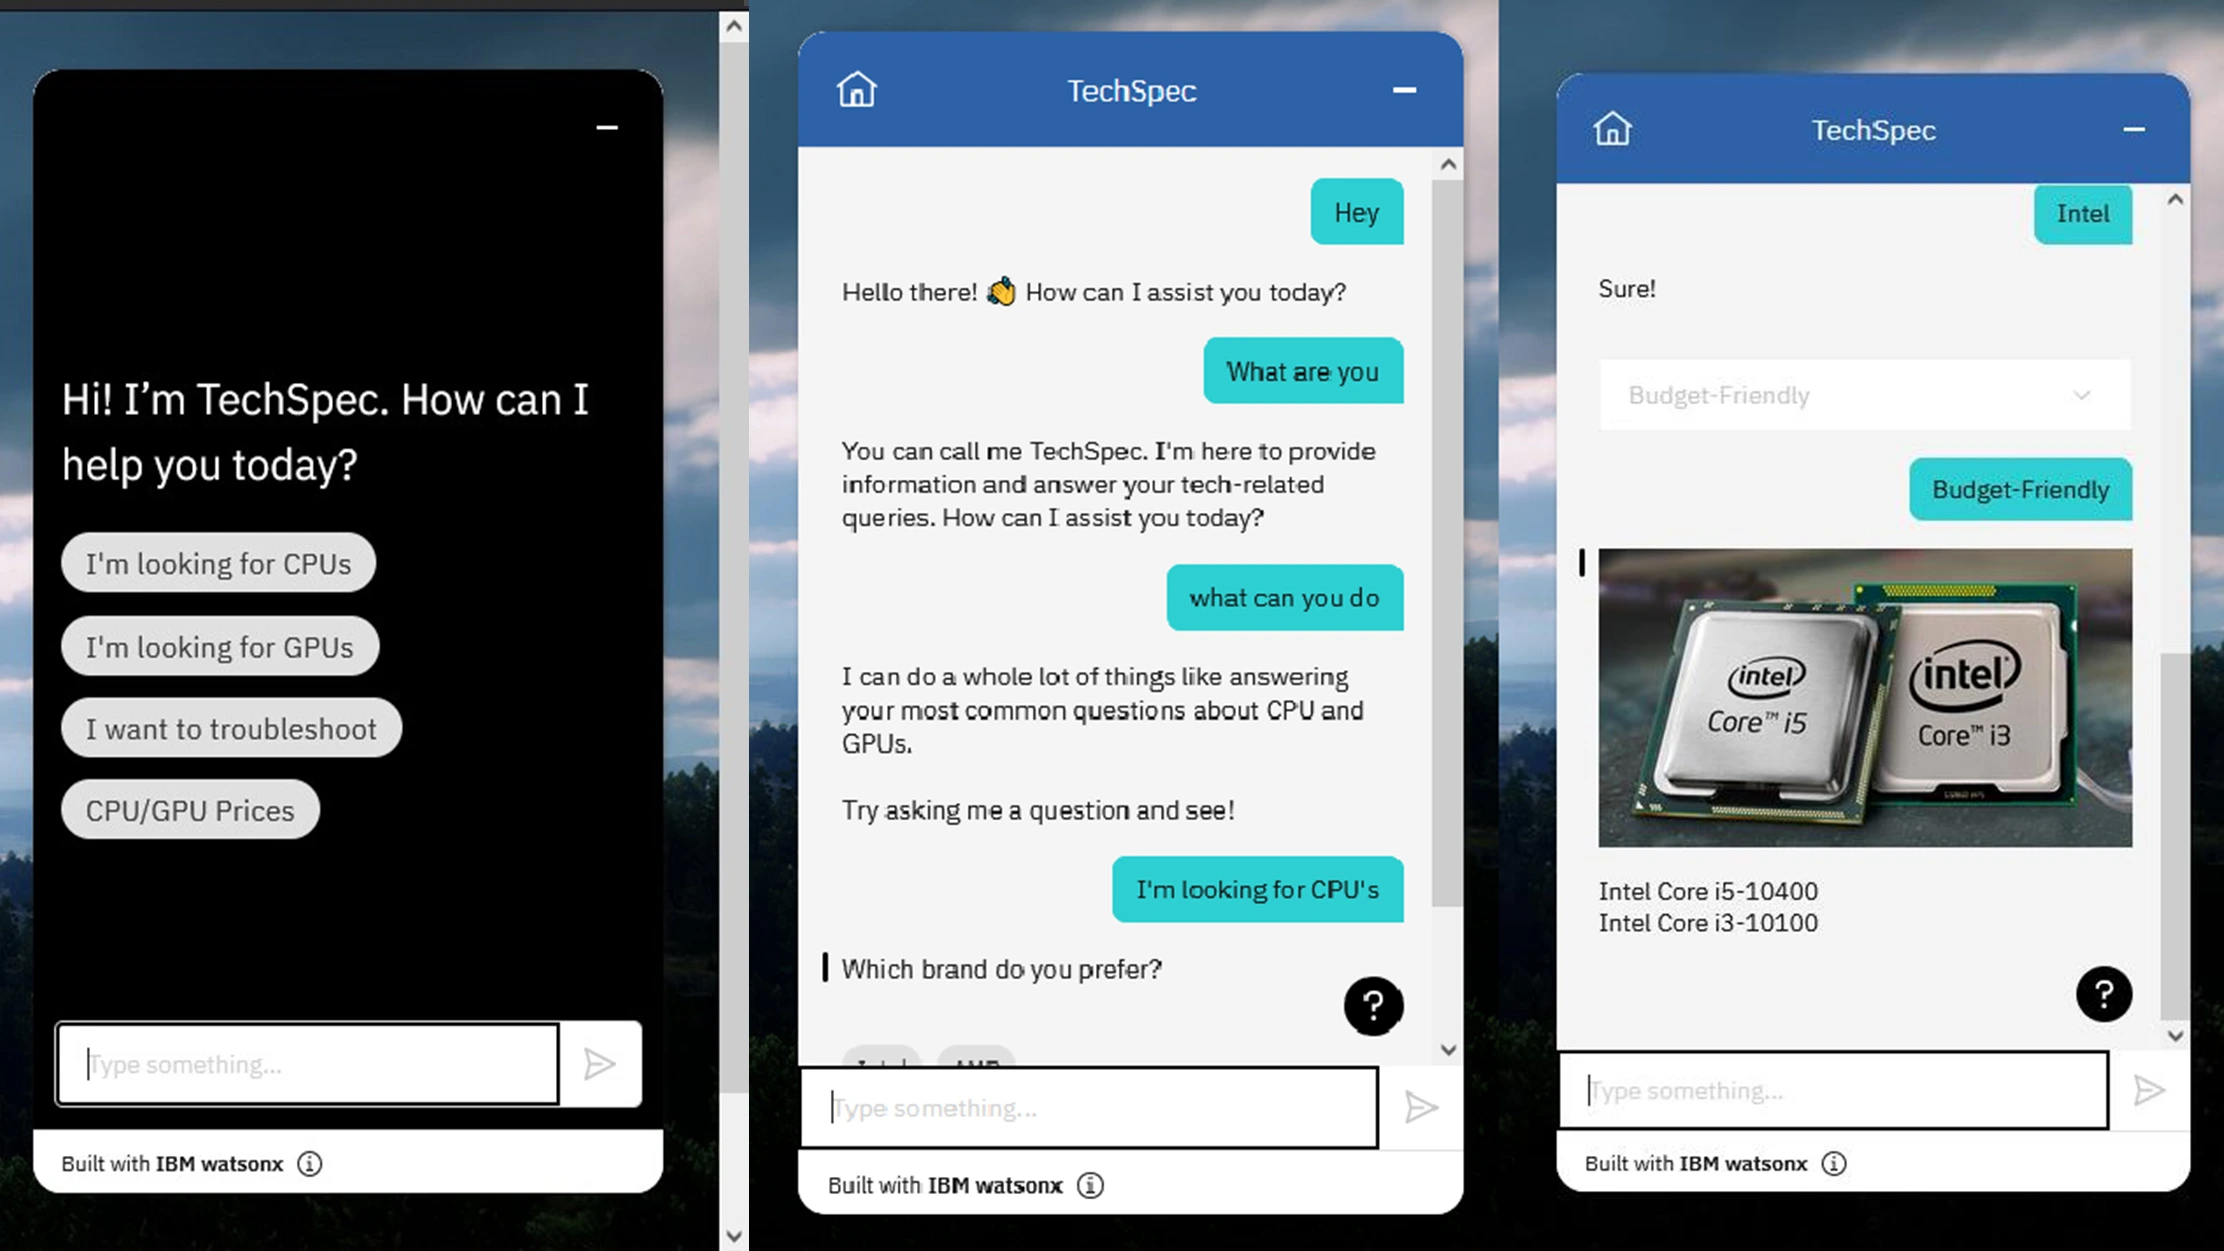 Hi! I’m TechSpec. How can I
help you today?
I'm looking for CPUs
I'm looking for GPUs
I want to troubleshoot
CPU/GPU Prices
Type something...
Built with IBM watsonx
TechSpec
Hey
Hello there! 👋 How can I assist you today?
What are you
You can call me TechSpec. I'm here to provide
information and answer your tech-related
queries. How can I assist you today?
what can you do
I can do a whole lot of things like answering
your most common questions about CPU and
GPUs.
Try asking me a question and see!
I'm looking for CPU's
Which brand do you prefer?
?
Intel AMD
Type something...
Built with IBM watsonx
TechSpec
Intel
Sure!
Budget-Friendly
Budget-Friendly
intel
Core™ i5
intel
Core™ i3
Intel Core i5-10400
Intel Core i3-10100
?
Type something...
Built with IBM watsonx